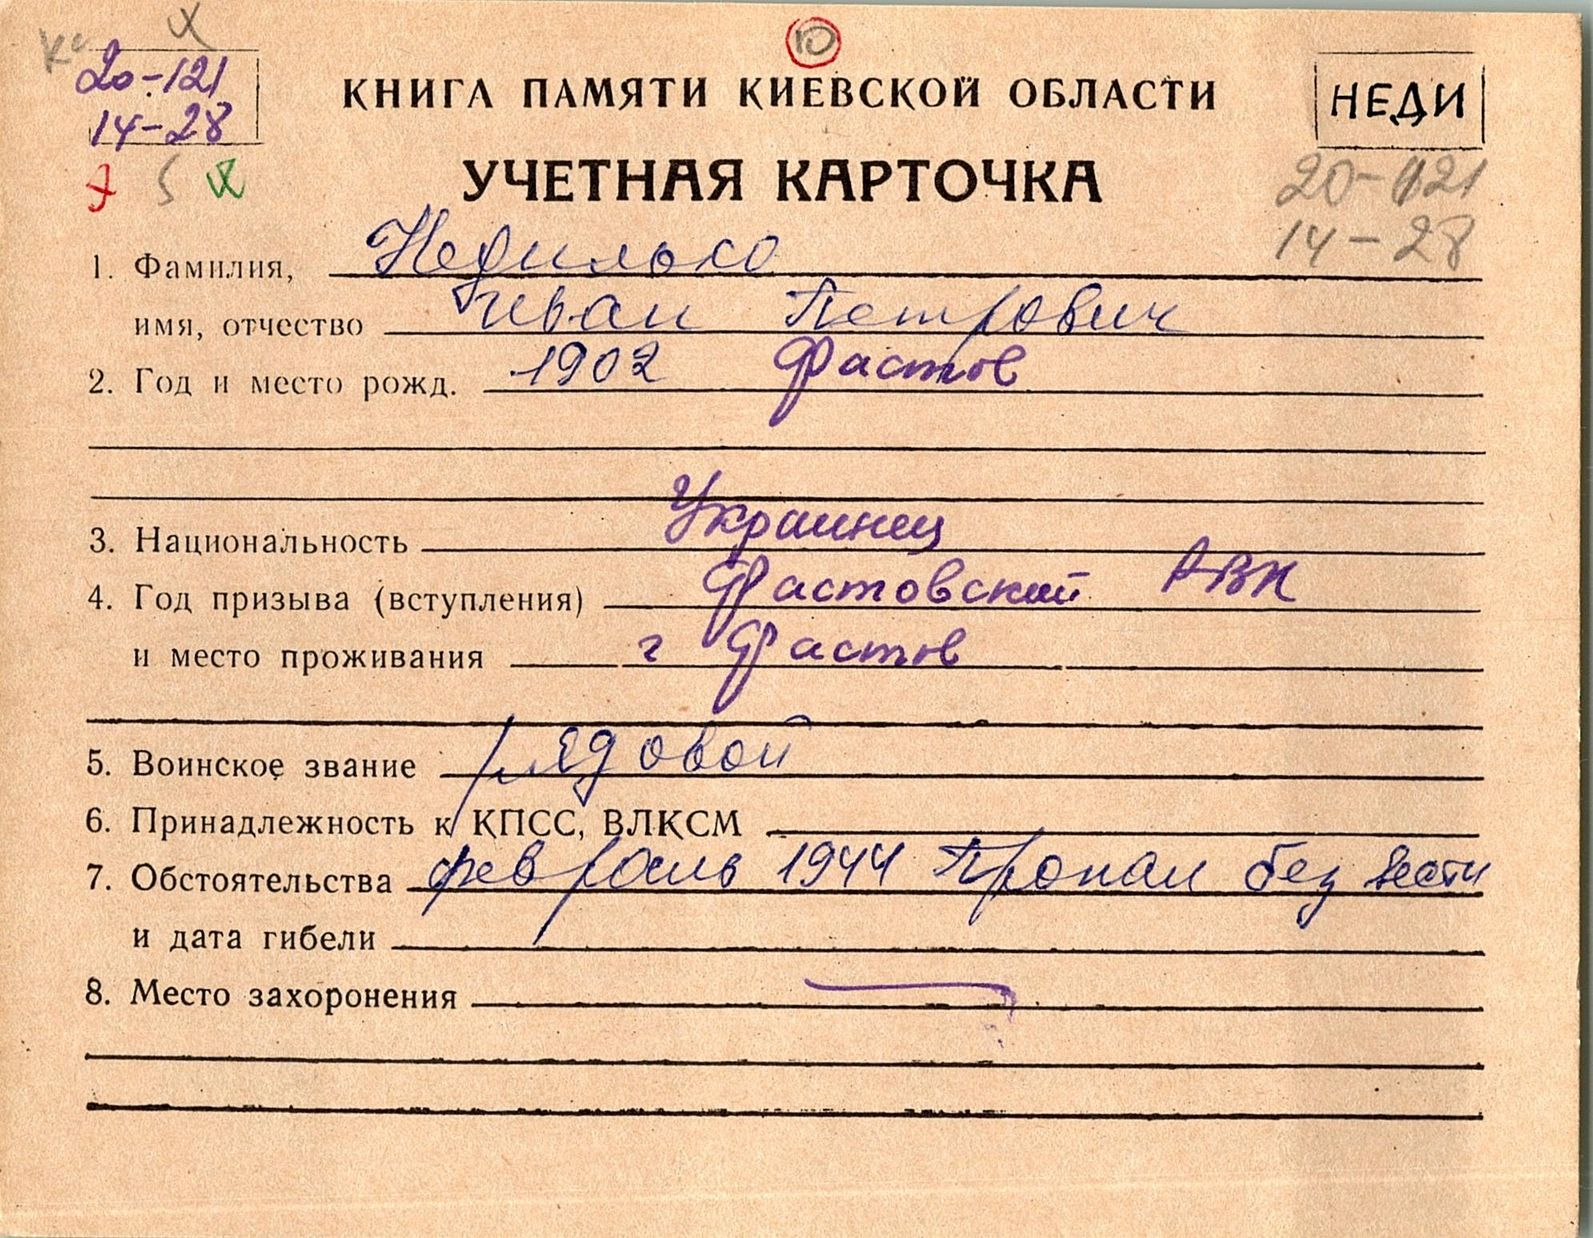 20-121
14-28
Ю
КНИГА ПАМЯТИ КИЕВСКОЙ ОБЛАСТИ
НЕДИ
УЧЕТНАЯ КАРТОЧКА
20-121
14-28
1. Фамилия, Недилько
имя, отчество Иван Петрович
2. Год и место рожд. 1902 Фастов
3. Национальность Украинец
4. Год призыва (вступления) Фастовский РВК
и место проживания г Фастов
5. Воинское звание рядовой
6. Принадлежность к КПСС, ВЛКСМ
7. Обстоятельства февраль 1944 Пропал без вести
и дата гибели
8. Место захоронения